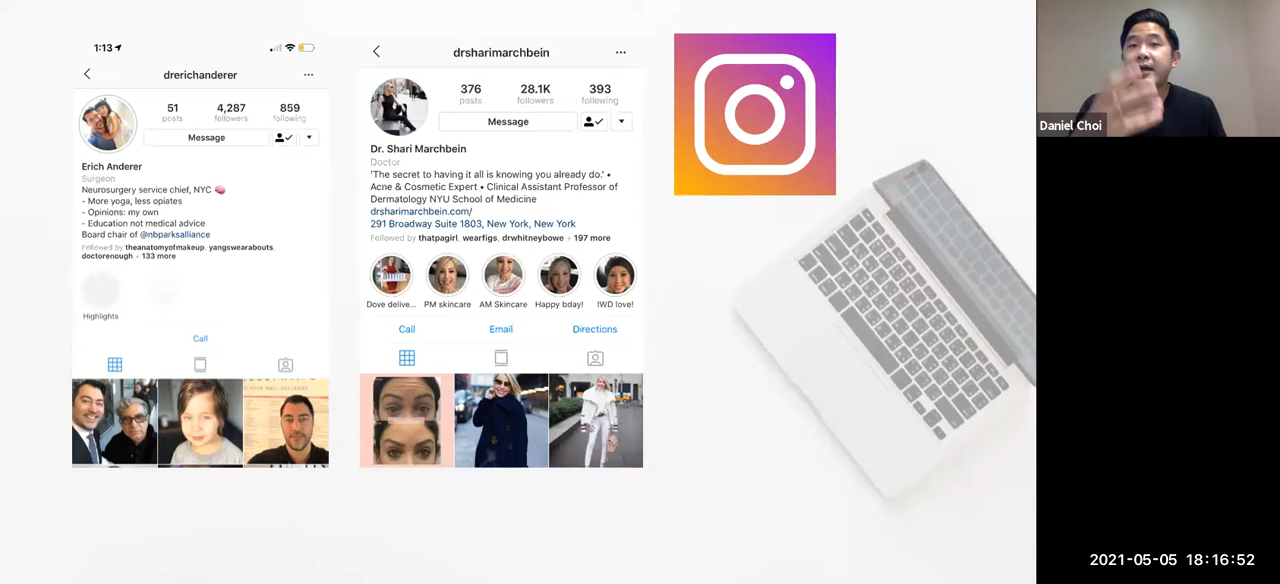 1:13
drerichanderer
51
4,287
859
posts
followers
following
Message
Erich Anderer
Surgeon
Neurosurgery service chief, NYC 🧠
- More yoga, less opiates
- Opinions: my own
- Education not medical advice
Board chair of @nbparksalliance
Followed by theanatomyofmakeup, yangswearabouts,
doctorenough + 133 more
Highlights
Call
drsharimarchbein
376
28.1K
393
posts
followers
following
Message
Dr. Shari Marchbein
Doctor
'The secret to having it all is knowing you already do.' •
Acne & Cosmetic Expert • Clinical Assistant Professor of
Dermatology NYU School of Medicine
drsharimarchbein.com/
291 Broadway Suite 1803, New York, New York
Followed by thatpagirl, wearfigs, drwhitneybowe + 197 more
Dove delive...
PM skincare
AM Skincare
Happy bday!
IWD love!
Call
Email
Directions
Daniel Choi
2021-05-05 18:16:52